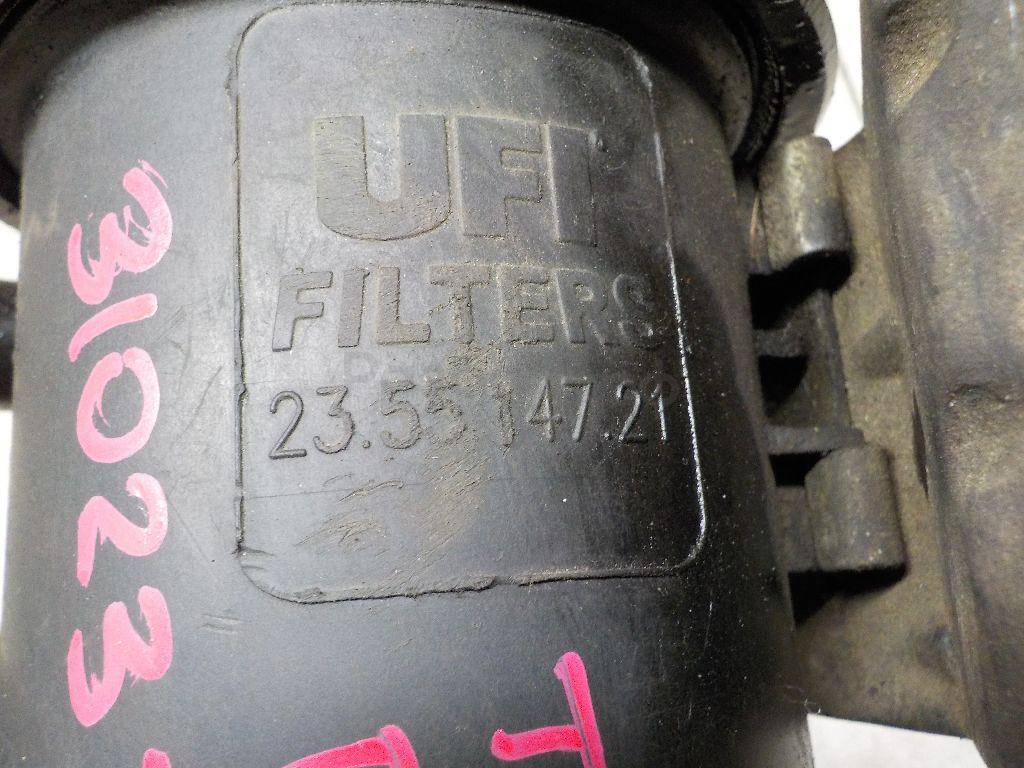 UFI
FILTERS
23.55 147.21
31023